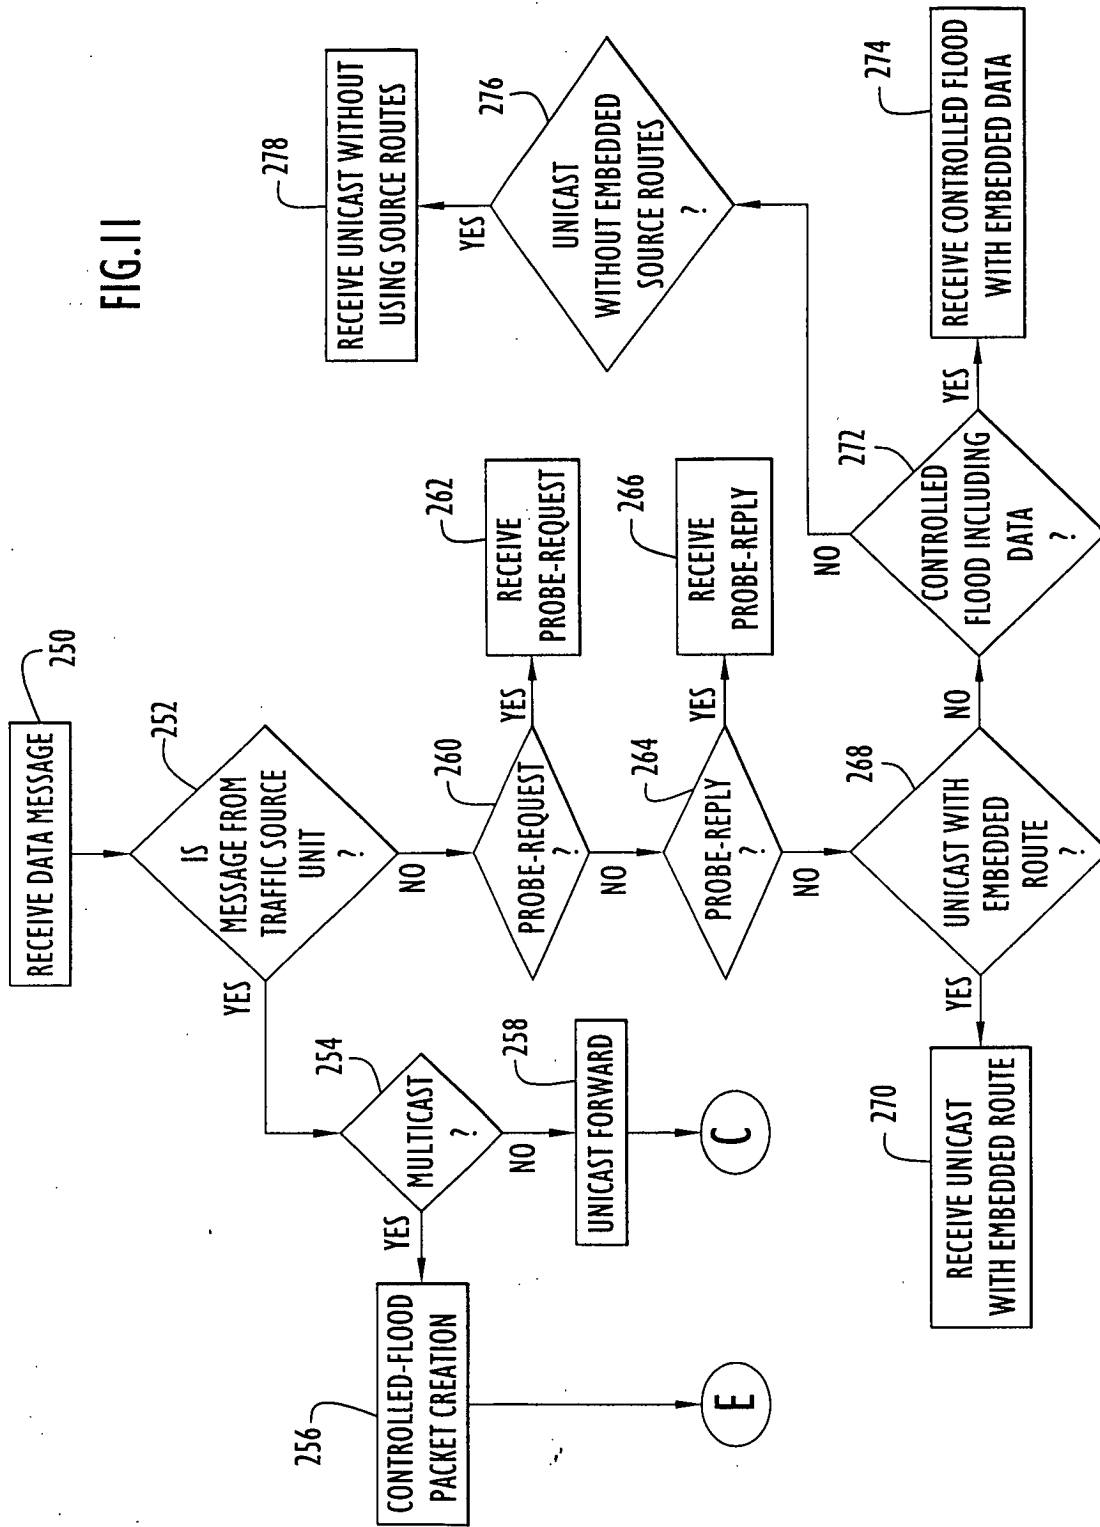 FIG.11
250
RECEIVE DATA MESSAGE
252
IS
MESSAGE FROM
TRAFFIC SOURCE
UNIT
?
YES
NO
254
MULTICAST
?
YES
NO
256
CONTROLLED-FLOOD
PACKET CREATION
E
258
UNICAST FORWARD
C
260
PROBE-REQUEST
?
YES
NO
262
RECEIVE
PROBE-REQUEST
264
PROBE-REPLY
?
YES
NO
266
RECEIVE
PROBE-REPLY
268
UNICAST WITH
EMBEDDED
ROUTE
?
YES
NO
270
RECEIVE UNICAST
WITH EMBEDDED ROUTE
272
CONTROLLED
FLOOD INCLUDING
DATA
?
YES
NO
274
RECEIVE CONTROLLED FLOOD
WITH EMBEDDED DATA
276
UNICAST
WITHOUT EMBEDDED
SOURCE ROUTES
?
YES
278
RECEIVE UNICAST WITHOUT
USING SOURCE ROUTES